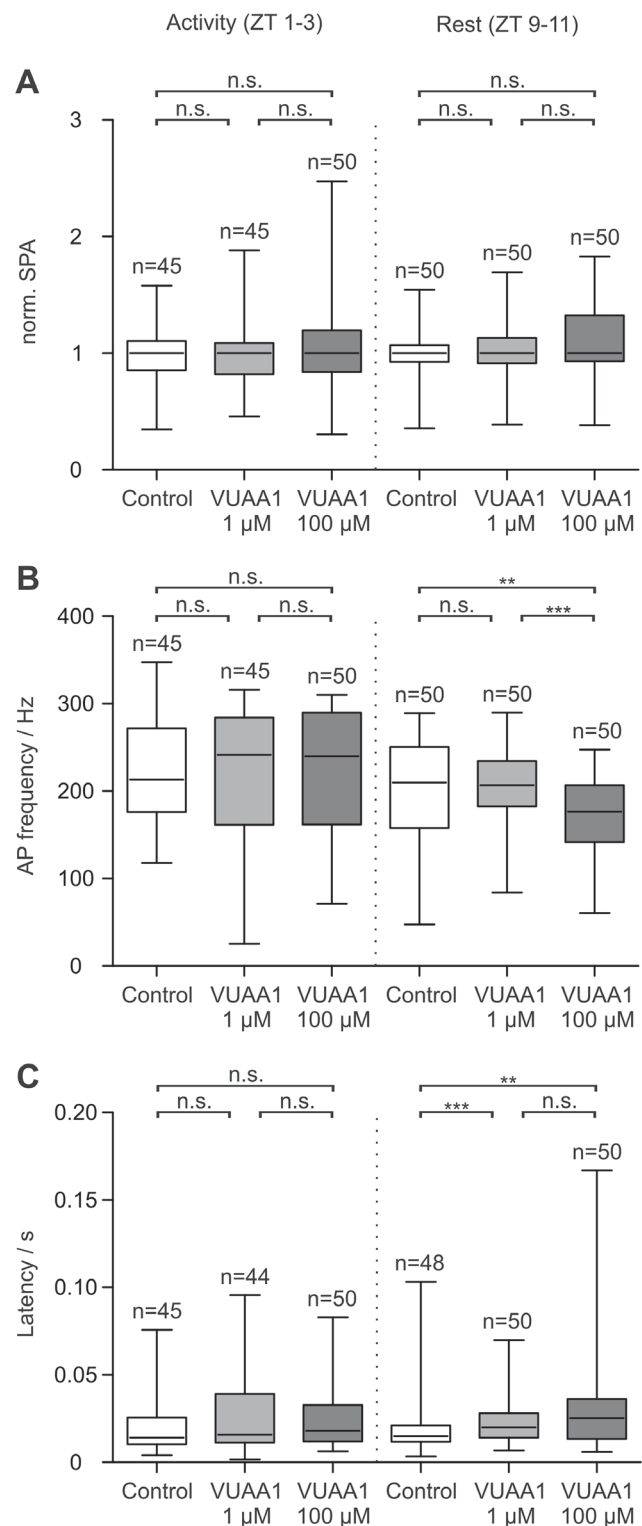 Activity (ZT 1-3) Rest (ZT 9-11)
A
n.s. n.s.
n.s. n.s. n.s. n.s.
3
2
1
0
norm. SPA
n=45 n=45 n=50 n=50 n=50 n=50
Control VUAA1 VUAA1 Control VUAA1 VUAA1
1 µM 100 µM 1 µM 100 µM
B
n.s. **
n.s. n.s. n.s. ***
400
300
200
100
0
AP frequency / Hz
n=45 n=45 n=50 n=50 n=50 n=50
Control VUAA1 VUAA1 Control VUAA1 VUAA1
1 µM 100 µM 1 µM 100 µM
C
n.s. **
n.s. n.s. *** n.s.
0.20
0.15
0.10
0.05
0
Latency / s
n=45 n=44 n=50 n=48 n=50 n=50
Control VUAA1 VUAA1 Control VUAA1 VUAA1
1 µM 100 µM 1 µM 100 µM